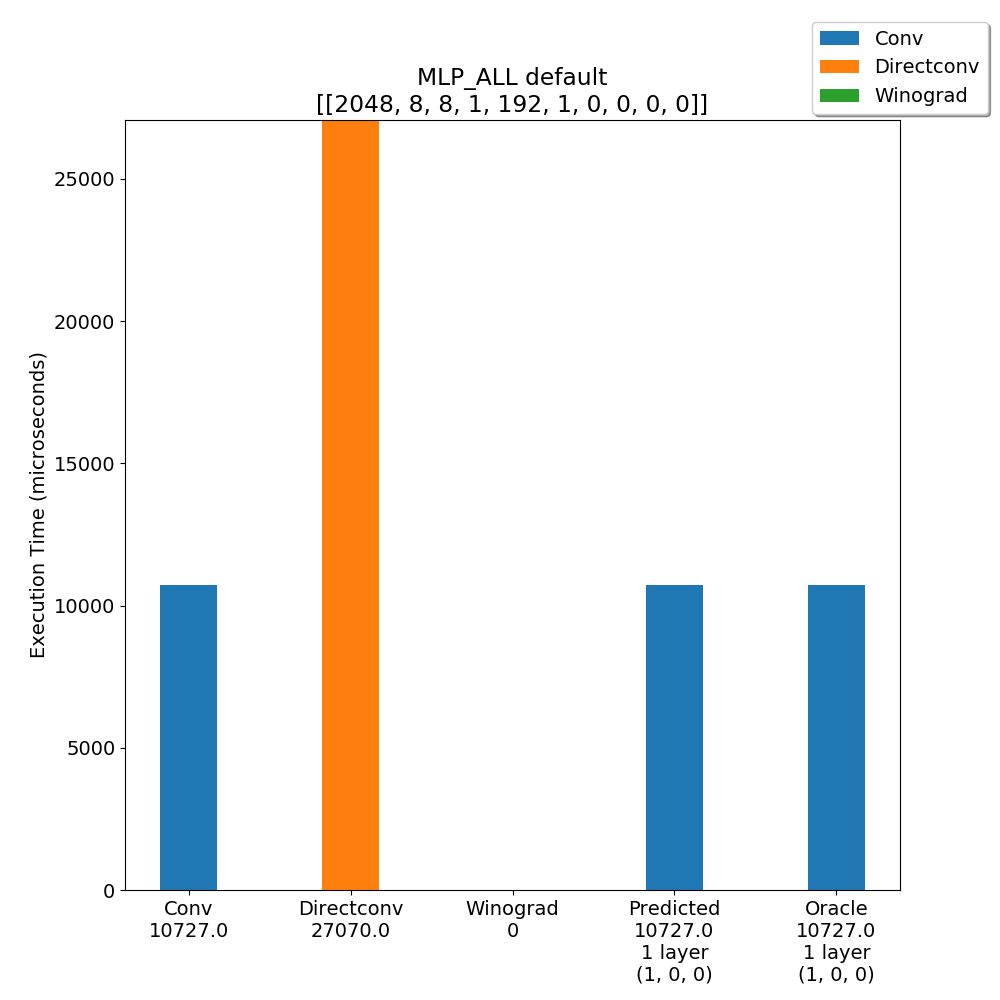 Conv
Directconv
Winograd
MLP_ALL default
[[2048, 8, 8, 1, 192, 1, 0, 0, 0, 0]]
Execution Time (microseconds)
25000
20000
15000
10000
5000
0
Conv
10727.0
Directconv
27070.0
Winograd
0
Predicted
10727.0
1 layer
(1, 0, 0)
Oracle
10727.0
1 layer
(1, 0, 0)